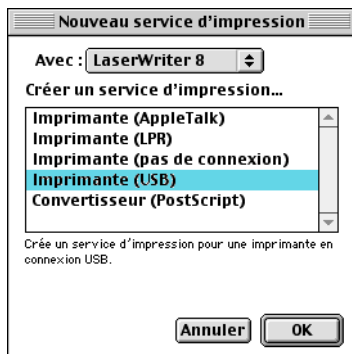 Nouveau service d'impression
Avec : LaserWriter 8
Créer un service d'impression...
Imprimante (AppleTalk)
Imprimante (LPR)
Imprimante (pas de connexion)
Imprimante (USB)
Convertisseur (PostScript)
Crée un service d'impression pour une imprimante en
connexion USB.
Annuler OK